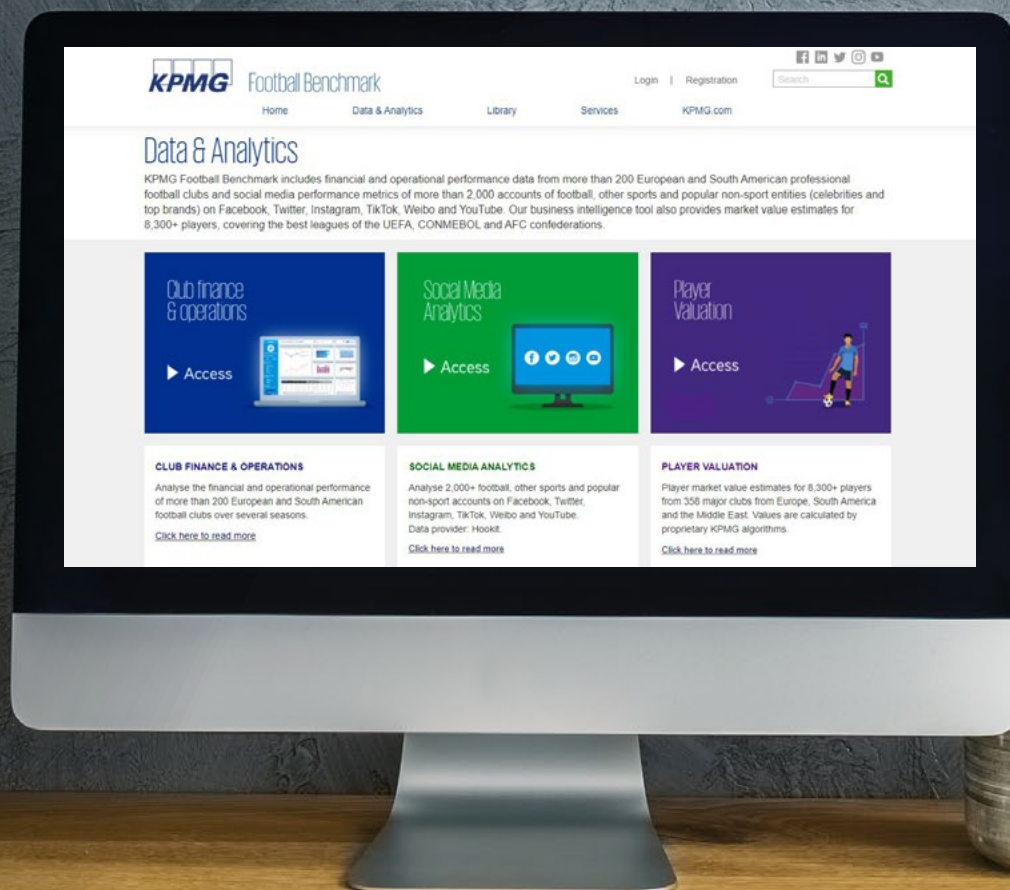 KPMG Football Benchmark
Login | Registration
Search
Home Data & Analytics Library Services KPMG.com
Data & Analytics
KPMG Football Benchmark includes financial and operational performance data from more than 200 European and South American professional
football clubs and social media performance metrics of more than 2,000 accounts of football, other sports and popular non-sport entities (celebrities and
top brands) on Facebook, Twitter, Instagram, TikTok, Weibo and YouTube. Our business intelligence tool also provides market value estimates for
8,300+ players, covering the best leagues of the UEFA, CONMEBOL and AFC confederations.
Club finance
& operations
Access
Social Media
Analytics
Access
Player
Valuation
Access
CLUB FINANCE & OPERATIONS
Analyse the financial and operational performance
of more than 200 European and South American
football clubs over several seasons.
Click here to read more
SOCIAL MEDIA ANALYTICS
Analyse 2,000+ football, other sports and popular
non-sport accounts on Facebook, Twitter,
Instagram, TikTok, Weibo and YouTube.
Data provider: Hookit.
Click here to read more
PLAYER VALUATION
Player market value estimates for 8,300+ players
from 358 major clubs from Europe, South America
and the Middle East. Values are calculated by
proprietary KPMG algorithms.
Click here to read more